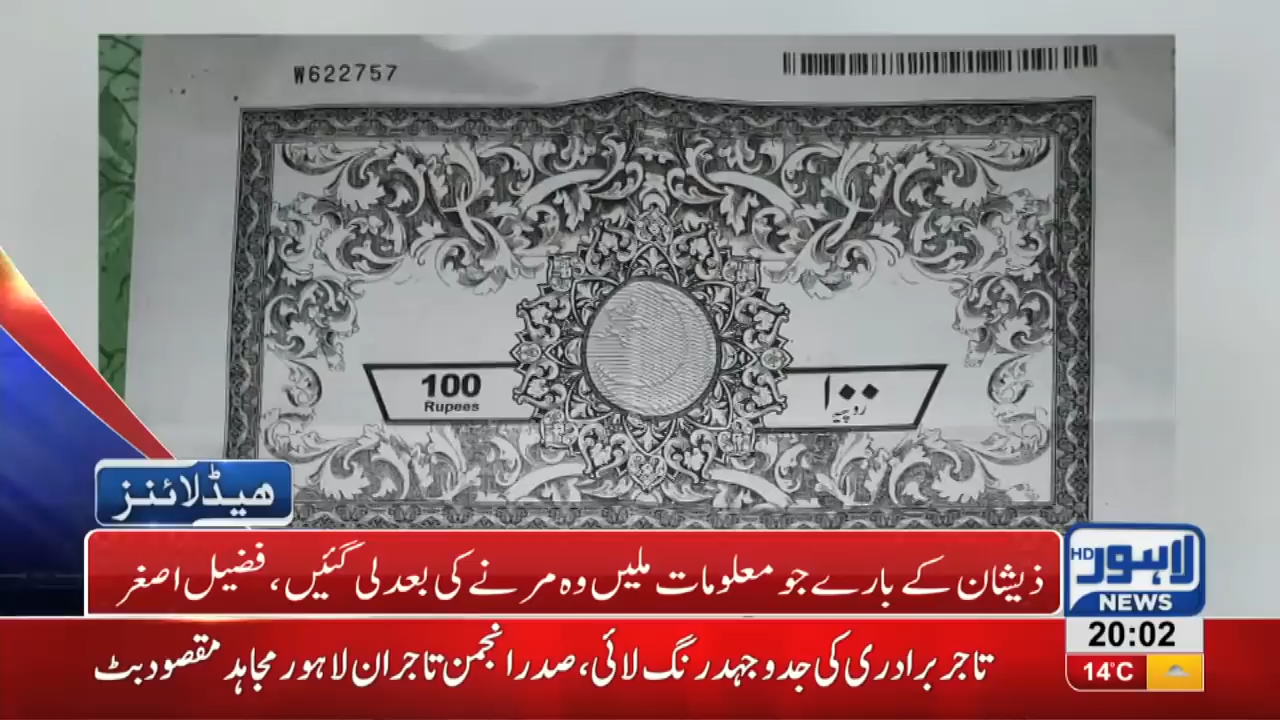 W622757
100
Rupees
۱۰۰
روپیہ
ھیڈلائنز
ذیشان کے بارے جو معلومات ملیں وہ مرنے کی بعد لی گئیں، فضیل اصغر
HD لاہور
NEWS
20:02
تاجر برادری کی جدوجہد رنگ لائی، صدر انجمن تاجران لاہور مجاہد مقصود بٹ
14°C